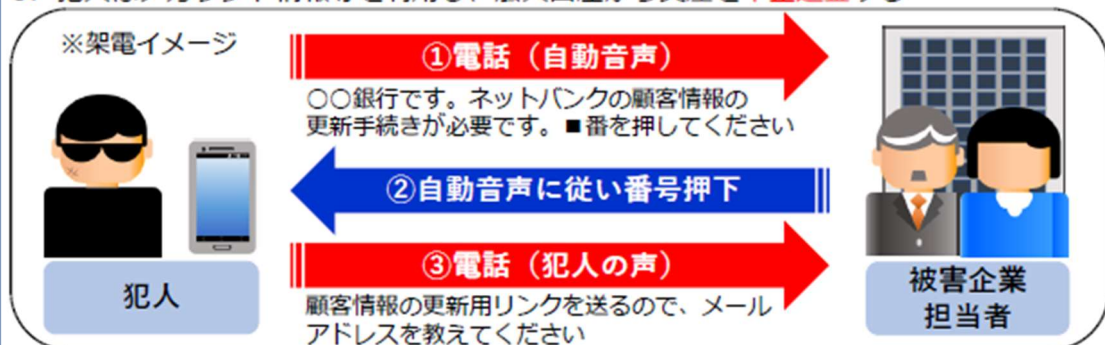 ※架電イメージ
①電話（自動音声）
○○銀行です。ネットバンクの顧客情報の
更新手続きが必要です。■番を押してください
②自動音声に従い番号押下
③電話（犯人の声）
顧客情報の更新用リンクを送るので、メール
アドレスを教えてください
犯人
被害企業
担当者